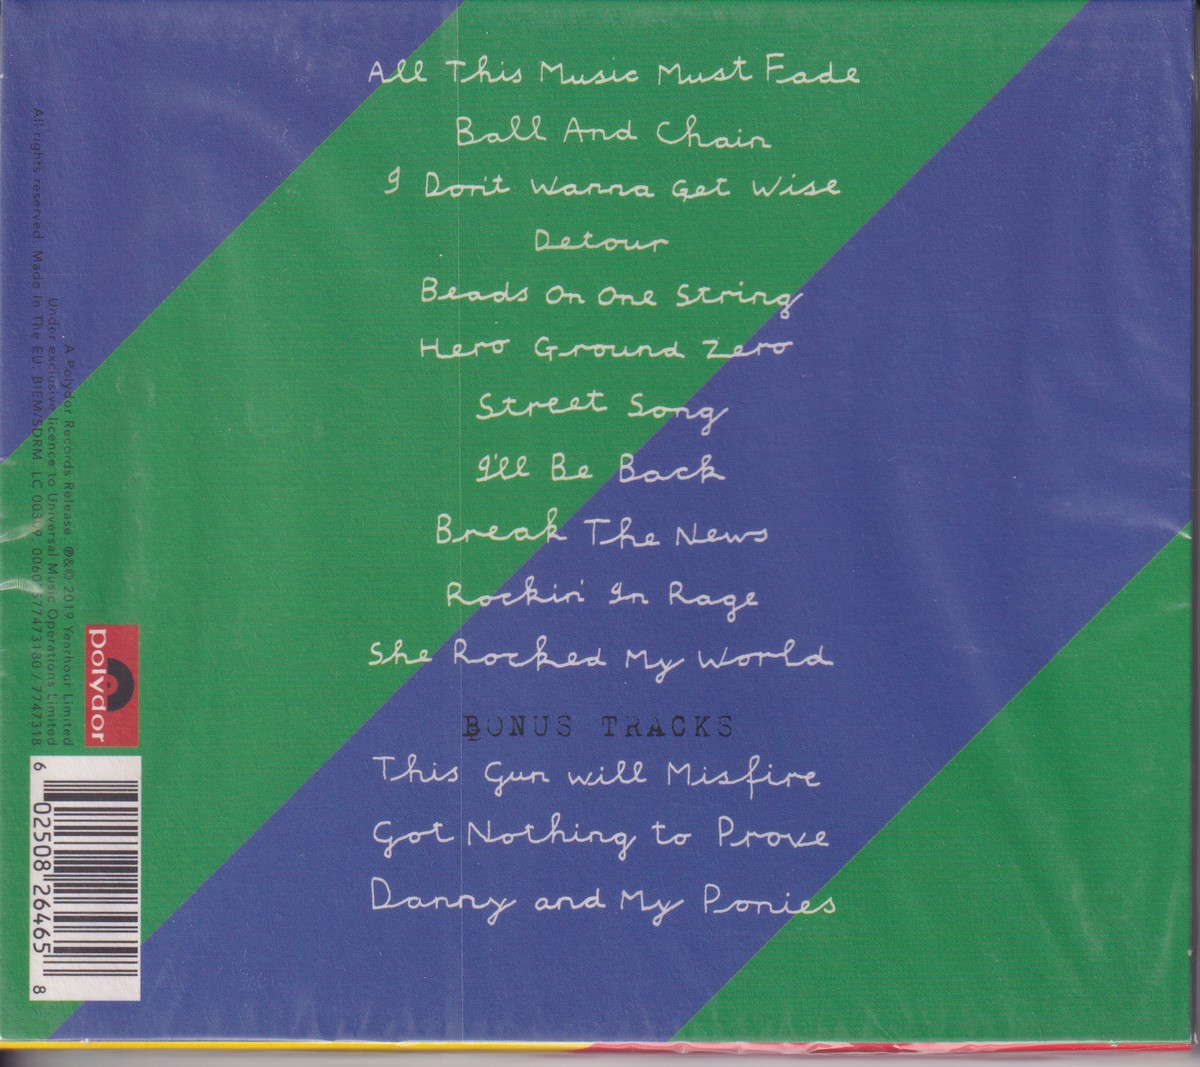 All This Music Must Fade
Ball And Chain
I Don't Wanna Get Wise
Detour
Beads On One String
Hero Ground Zero
Street Song
I'll Be Back
Break The News
Rockin' In Rage
She Rocked My World
BONUS TRACKS
This Gun will Misfire
Got Nothing to Prove
Danny and My Ponies
A Polydor Records Release. ℗&© 2019 Yearhour Limited
Under exclusive licence to Universal Music Operations Limited
All rights reserved. Made In The EU. BIEM/SDRM. LC 00309. 7747318
polydor
6 02508 26465 8